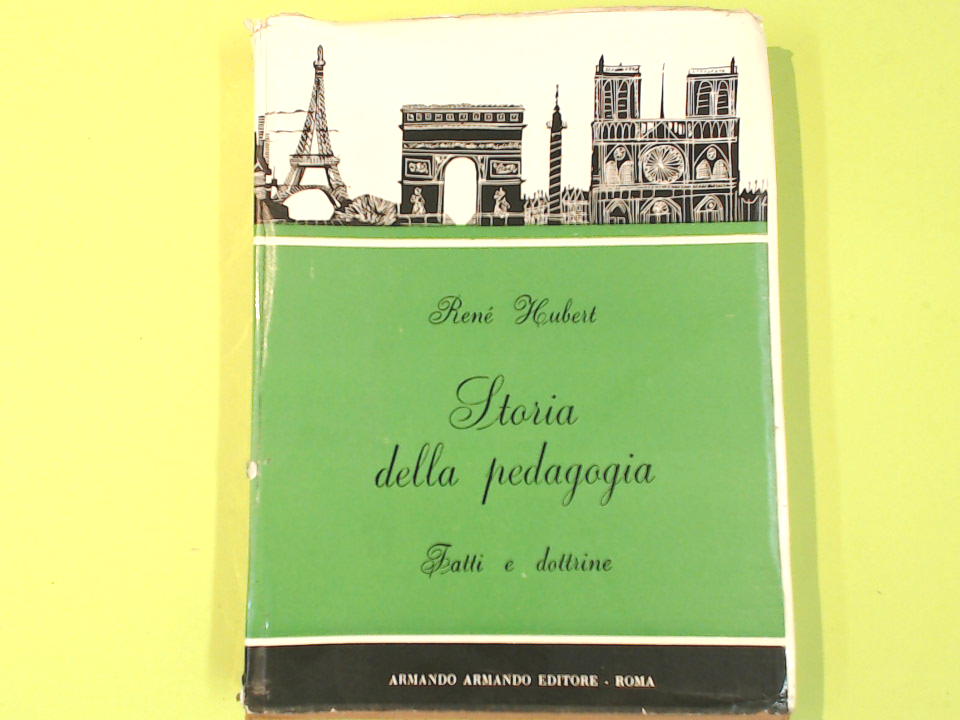 René Hubert
Storia
della pedagogia
Fatti e dottrine
ARMANDO ARMANDO EDITORE - ROMA